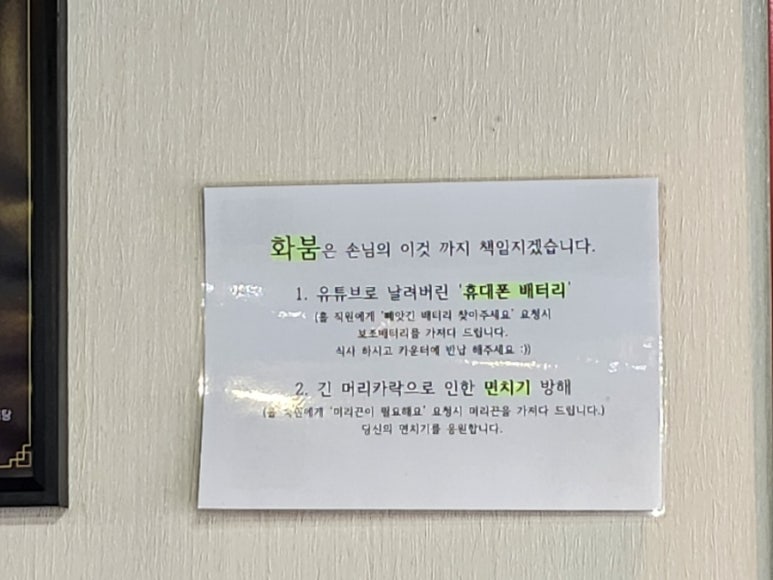 화붐은 손님의 이것 까지 책임지겠습니다.
1. 유튜브로 날려버린 '휴대폰 배터리'
(홀 직원에게 '빼앗긴 배터리 찾아주세요' 요청시
보조배터리를 가져다 드립니다.
식사 하시고 카운터에 반납 해주세요 :))
2. 긴 머리카락으로 인한 면치기 방해
(홀 직원에게 '머리끈이 필요해요' 요청시 머리끈을 가져다 드립니다.)
당신의 면치기를 응원합니다.